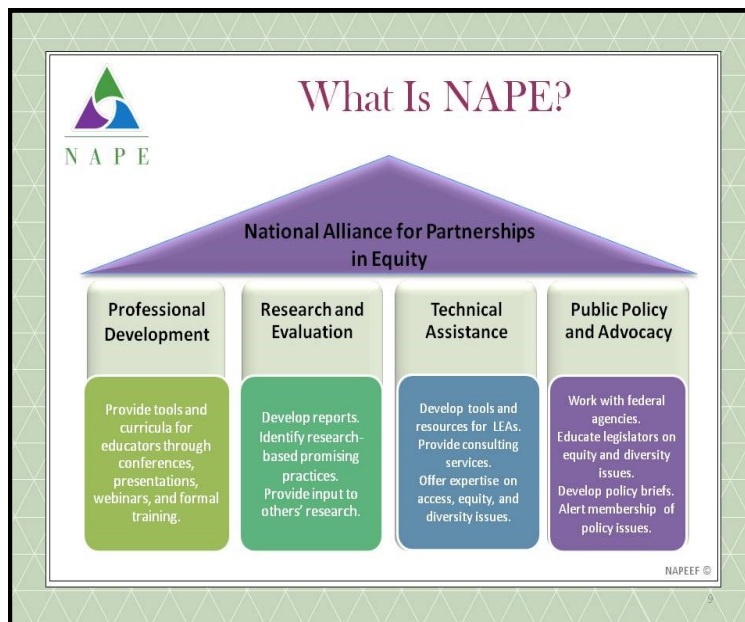 What Is NAPE?
NAPE
National Alliance for Partnerships
in Equity
Professional
Development
Provide tools and
curricula for
educators through
conferences,
presentations,
webinars, and formal
training.
Research and
Evaluation
Develop reports.
Identify research-
based promising
practices.
Provide input to
others' research.
Technical
Assistance
Develop tools and
resources for LEAs.
Provide consulting
services.
Offer expertise on
access, equity, and
diversity issues.
Public Policy
and Advocacy
Work with federal
agencies.
Educate legislators on
equity and diversity
issues.
Develop policy briefs.
Alert membership of
policy issues.
NAPEEF ©
9